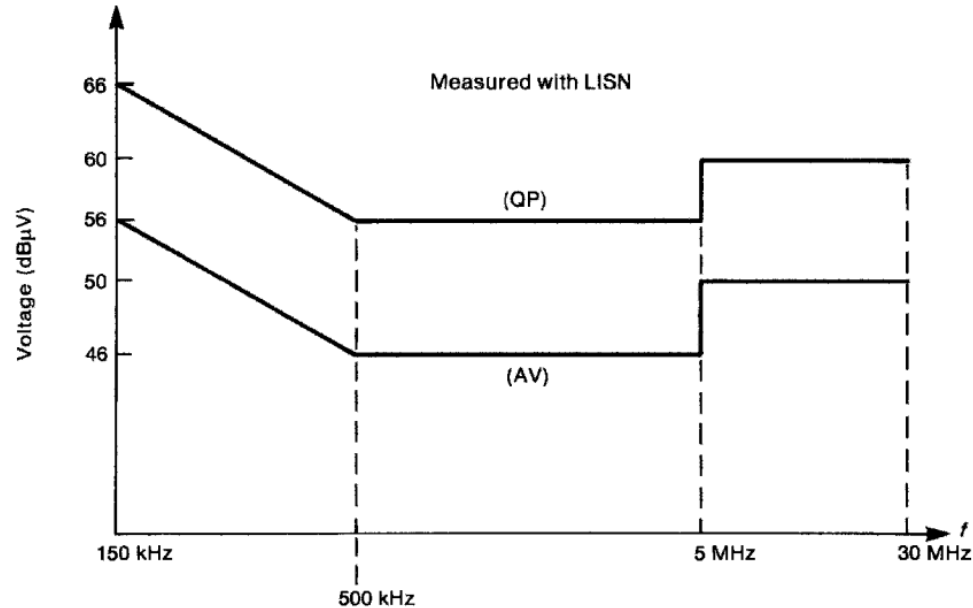 66
Measured with LISN
60
(QP)
56
Voltage (dBµV)
50
46
(AV)
f
150 kHz
5 MHz
30 MHz
500 kHz